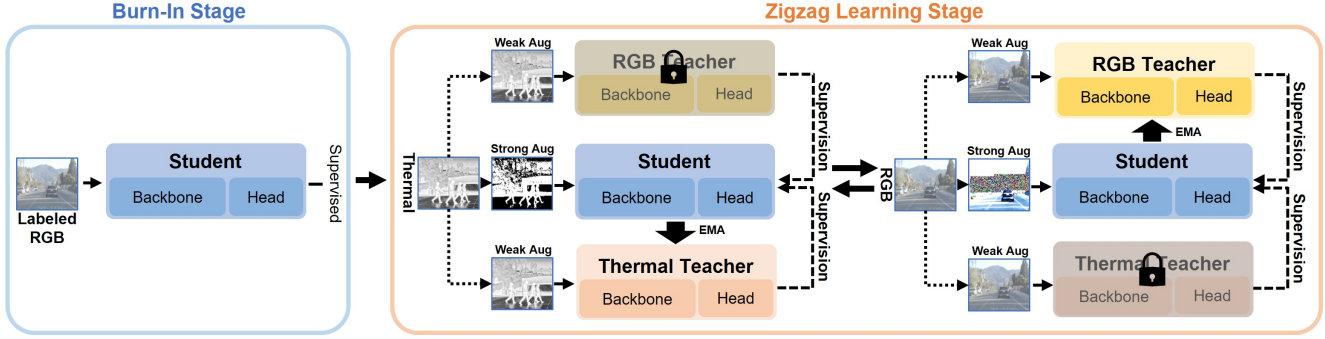 Burn-In Stage
Zigzag Learning Stage
Labeled
RGB
Student
Backbone
Head
Supervised
Thermal
Weak Aug
RGB Teacher
Backbone
Head
Strong Aug
Student
Backbone
Head
EMA
Weak Aug
Thermal Teacher
Backbone
Head
Supervision
Supervision
RGB
Weak Aug
RGB Teacher
Backbone
Head
EMA
Strong Aug
Student
Backbone
Head
Weak Aug
Thermal Teacher
Backbone
Head
Supervision
Supervision